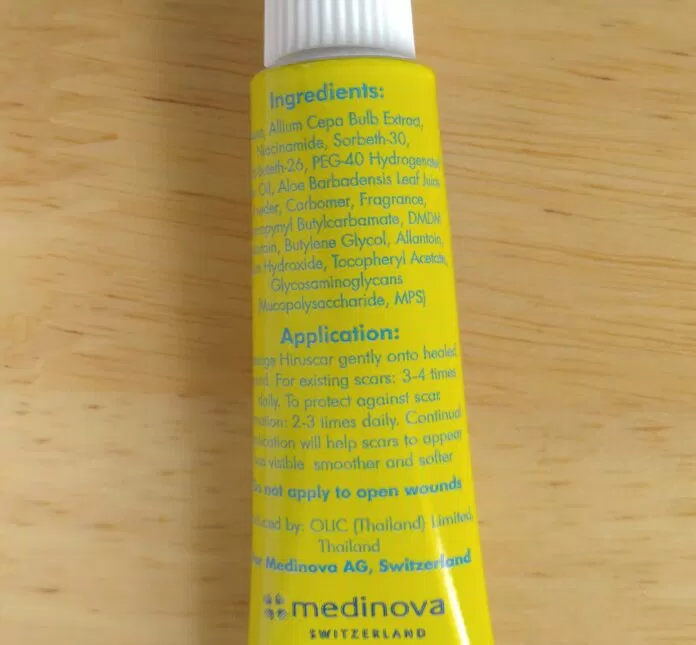 Ingredients:
Allium Cepa Bulb Extract,
Niacinamide, Sorbeth-30,
PEG-40 Hydrogenated
Oil, Aloe Barbadensis Leaf Juice
Carbomer, Fragrance,
Butylcarbamate, DMDM
Butylene Glycol, Allantoin,
Hydroxide, Tocopheryl Acetate,
Glycosaminoglycans
Mucopolysaccharide, MPS)
Application:
Hiruscar gently onto healed
For existing scars: 3-4 times
daily. To protect against scar
2-3 times daily. Continual
will help scars to appear
visible smoother and softer
not apply to open wounds
by: OLIC (Thailand) Limited,
Thailand
Medinova AG, Switzerland
medinova
SWITZERLAND